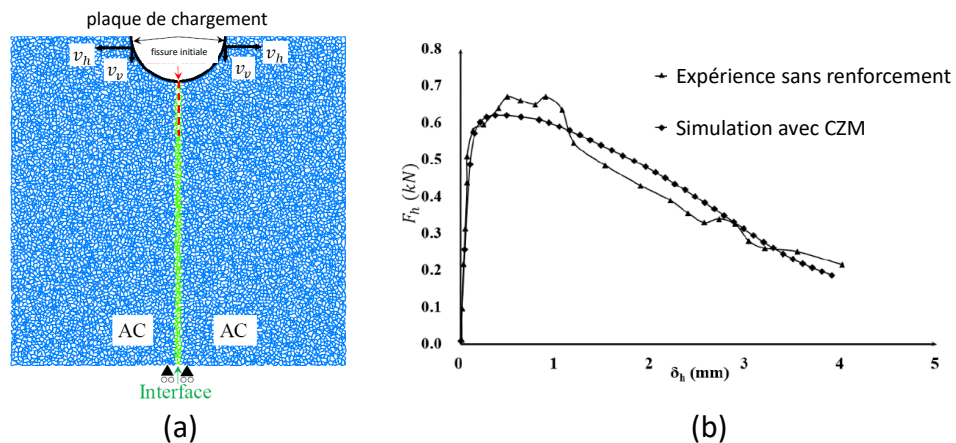 plaque de chargement
fissure initiale
v_h
v_v
v_v
v_h
AC
AC
Interface
(a)
0.8
0.7
0.6
0.5
0.4
0.3
0.2
0.1
0.0
F_h (kN)
0
1
2
3
4
5
δ_h (mm)
Expérience sans renforcement
Simulation avec CZM
(b)